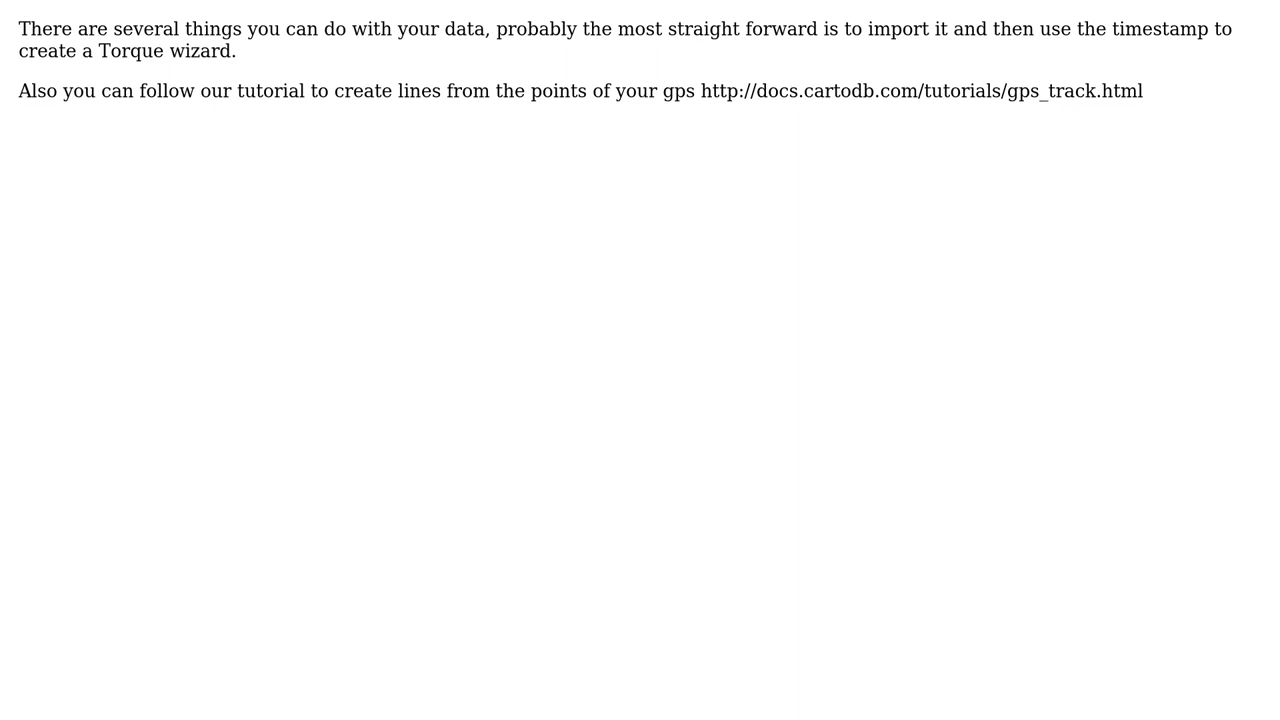 There are several things you can do with your data, probably the most straight forward is to import it and then use the timestamp to
create a Torque wizard.
Also you can follow our tutorial to create lines from the points of your gps http://docs.cartodb.com/tutorials/gps_track.html